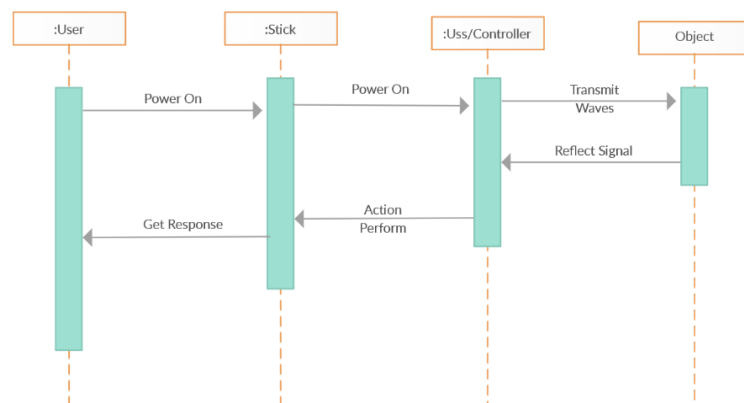 :User
:Stick
:Uss/Controller
Object
Power On
Power On
Transmit
Waves
Reflect Signal
Action
Perform
Get Response